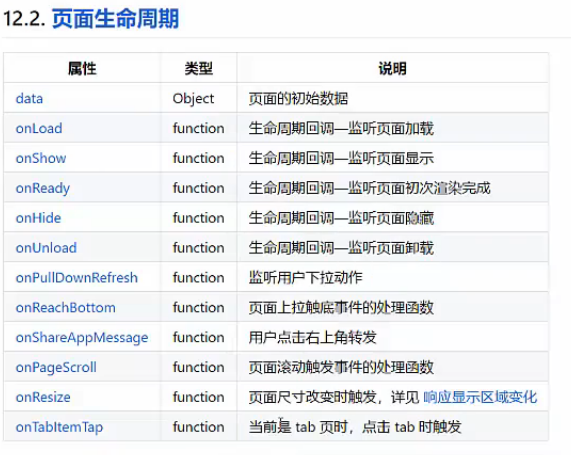 12.2. 页面生命周期
属性 类型 说明
data Object 页面的初始数据
onLoad function 生命周期回调—监听页面加载
onShow function 生命周期回调—监听页面显示
onReady function 生命周期回调—监听页面初次渲染完成
onHide function 生命周期回调—监听页面隐藏
onUnload function 生命周期回调—监听页面卸载
onPullDownRefresh function 监听用户下拉动作
onReachBottom function 页面上拉触底事件的处理函数
onShareAppMessage function 用户点击右上角转发
onPageScroll function 页面滚动触发事件的处理函数
onResize function 页面尺寸改变时触发，详见 响应显示区域变化
onTabItemTap function 当前是 tab 页时，点击 tab 时触发